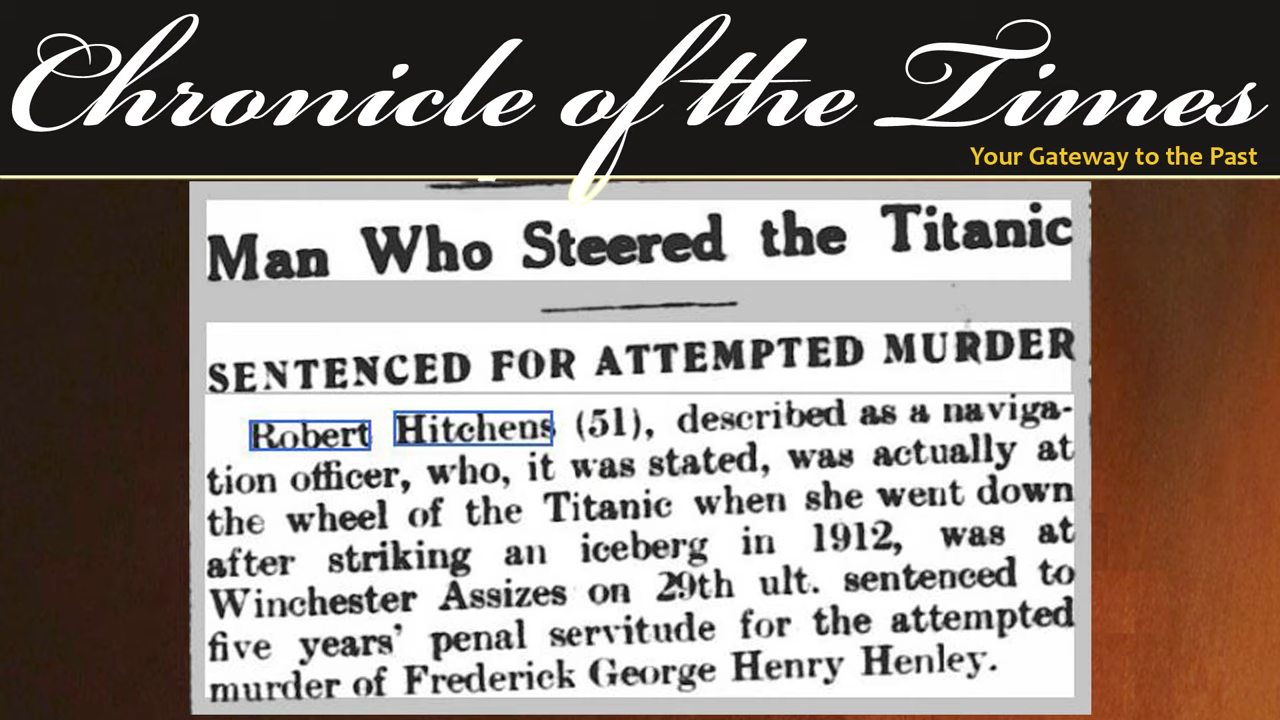 Chronicle of the Times
Your Gateway to the Past
Man Who Steered the Titanic
SENTENCED FOR ATTEMPTED MURDER
Robert Hitchens (51), described as a naviga-
tion officer, who, it was stated, was actually at
the wheel of the Titanic when she went down
after striking an iceberg in 1912, was at
Winchester Assizes on 29th ult. sentenced to
five years' penal servitude for the attempted
murder of Frederick George Henry Henley.